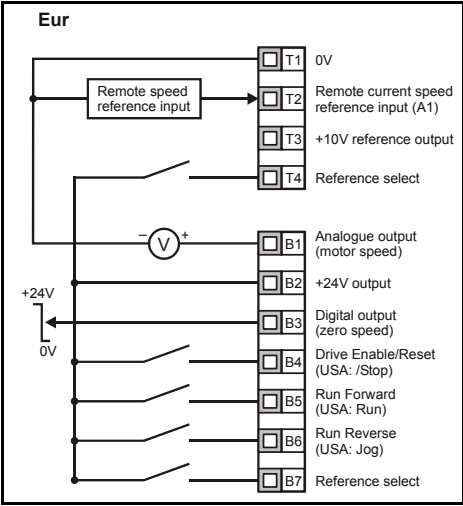 Eur
T1 0V
Remote speed
reference input
T2 Remote current speed
reference input (A1)
T3 +10V reference output
T4 Reference select
– V +
B1 Analogue output
(motor speed)
B2 +24V output
+24V
0V
B3 Digital output
(zero speed)
B4 Drive Enable/Reset
(USA: /Stop)
B5 Run Forward
(USA: Run)
B6 Run Reverse
(USA: Jog)
B7 Reference select